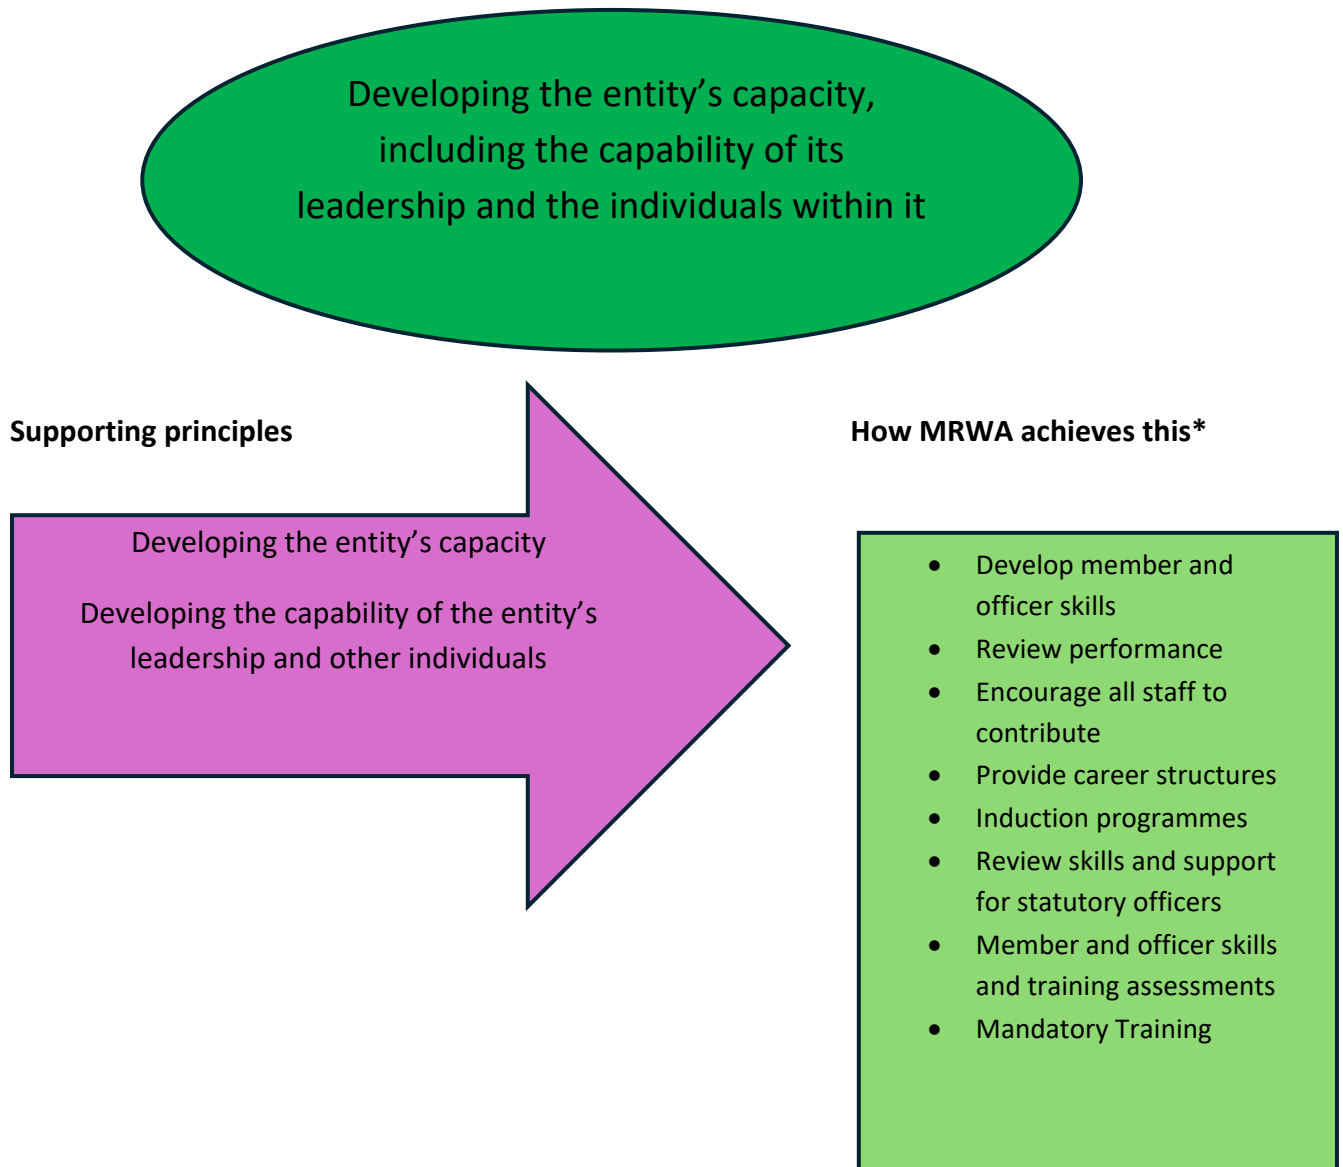 Developing the entity’s capacity,
including the capability of its
leadership and the individuals within it
Supporting principles
Developing the entity’s capacity
Developing the capability of the entity’s
leadership and other individuals
How MRWA achieves this*
• Develop member and
officer skills
• Review performance
• Encourage all staff to
contribute
• Provide career structures
• Induction programmes
• Review skills and support
for statutory officers
• Member and officer skills
and training assessments
• Mandatory Training